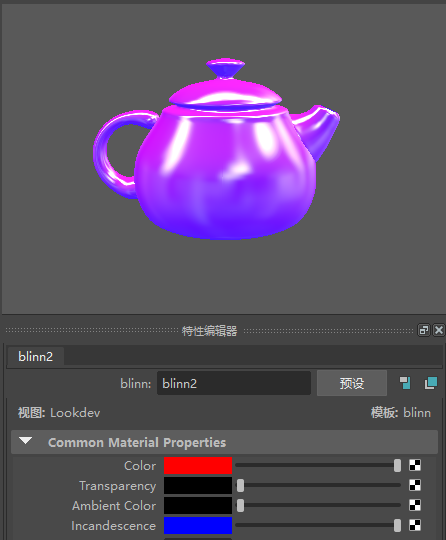 特性编辑器
blinn2
blinn: blinn2 预设
视图: Lookdev 模板: blinn
Common Material Properties
Color
Transparency
Ambient Color
Incandescence